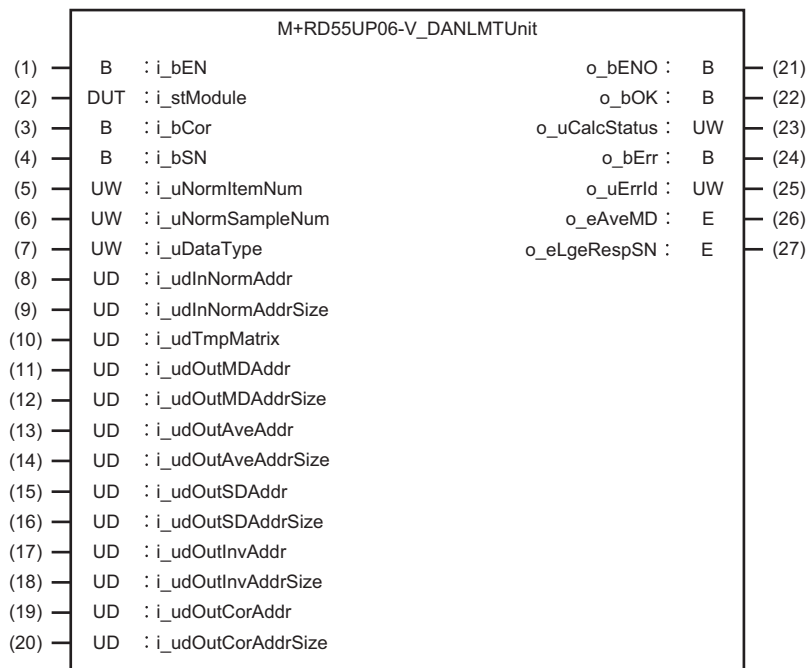 M+RD55UP06-V_DANLMTUnit
(1) B : i_bEN o_bENO : B (21)
(2) DUT : i_stModule o_bOK : B (22)
(3) B : i_bCor o_uCalcStatus : UW (23)
(4) B : i_bSN o_bErr : B (24)
(5) UW : i_uNormItemNum o_uErrId : UW (25)
(6) UW : i_uNormSampleNum o_eAveMD : E (26)
(7) UW : i_uDataType o_eLgeRespSN : E (27)
(8) UD : i_udInNormAddr
(9) UD : i_udInNormAddrSize
(10) UD : i_udTmpMatrix
(11) UD : i_udOutMDAddr
(12) UD : i_udOutMDAddrSize
(13) UD : i_udOutAveAddr
(14) UD : i_udOutAveAddrSize
(15) UD : i_udOutSDAddr
(16) UD : i_udOutSDAddrSize
(17) UD : i_udOutInvAddr
(18) UD : i_udOutInvAddrSize
(19) UD : i_udOutCorAddr
(20) UD : i_udOutCorAddrSize